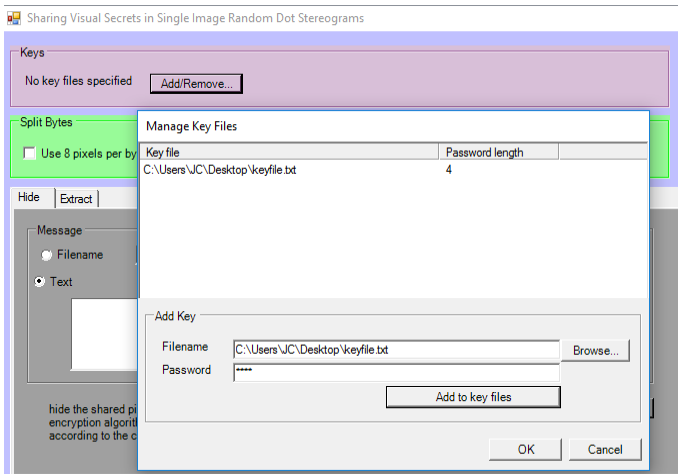 Sharing Visual Secrets in Single Image Random Dot Stereograms
Keys
No key files specified
Add/Remove...
Split Bytes
Use 8 pixels per by
Manage Key Files
Key file Password length
C:\Users\JC\Desktop\keyfile.txt 4
Hide Extract
Message
Filename
Text
Add Key
Filename C:\Users\JC\Desktop\keyfile.txt Browse...
Password ****
Add to key files
hide the shared pi
encryption algorit
according to the c
OK Cancel